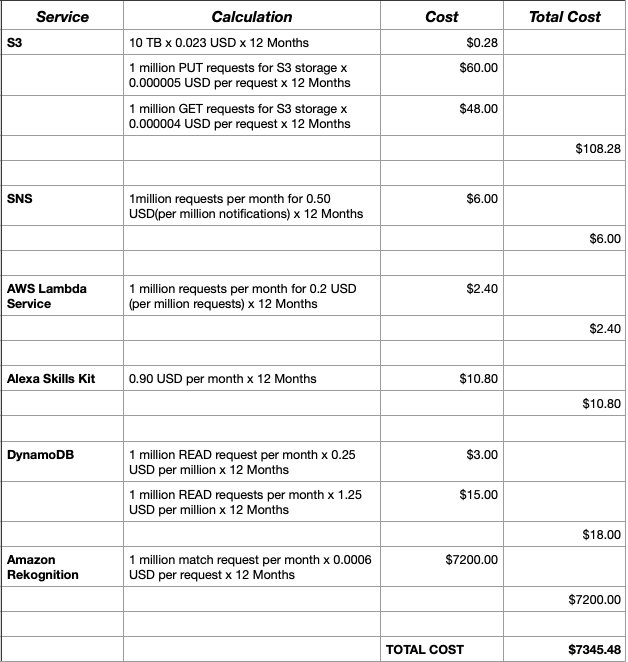 Service Calculation Cost Total Cost
S3 10 TB x 0.023 USD x 12 Months $0.28
1 million PUT requests for S3 storage x $60.00
0.000005 USD per request x 12 Months
1 million GET requests for S3 storage x $48.00
0.000004 USD per request x 12 Months
$108.28
SNS 1million requests per month for 0.50 $6.00
USD(per million notifications) x 12 Months
$6.00
AWS Lambda 1 million requests per month for 0.2 USD $2.40
Service (per million requests) x 12 Months
$2.40
Alexa Skills Kit 0.90 USD per month x 12 Months $10.80
$10.80
DynamoDB 1 million READ request per month x 0.25 $3.00
USD per million x 12 Months
1 million READ requests per month x 1.25 $15.00
USD per million x 12 Months
$18.00
Amazon 1 million match request per month x 0.0006 $7200.00
Rekognition USD per request x 12 Months
$7200.00
TOTAL COST $7345.48